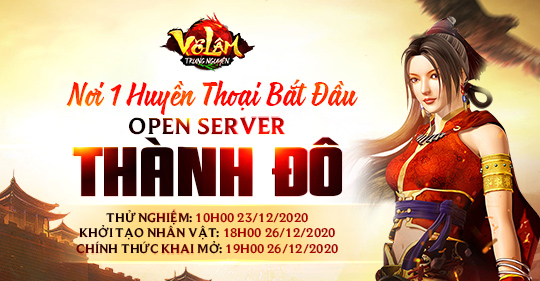 VÕ LÂM
TRUNG NGUYÊN
Nơi 1 Huyền Thoại Bắt Đầu
OPEN SERVER
THÀNH ĐÔ
THỬ NGHIỆM: 10H00 23/12/2020
KHỞI TẠO NHÂN VẬT: 18H00 26/12/2020
CHÍNH THỨC KHAI MỞ: 19H00 26/12/2020